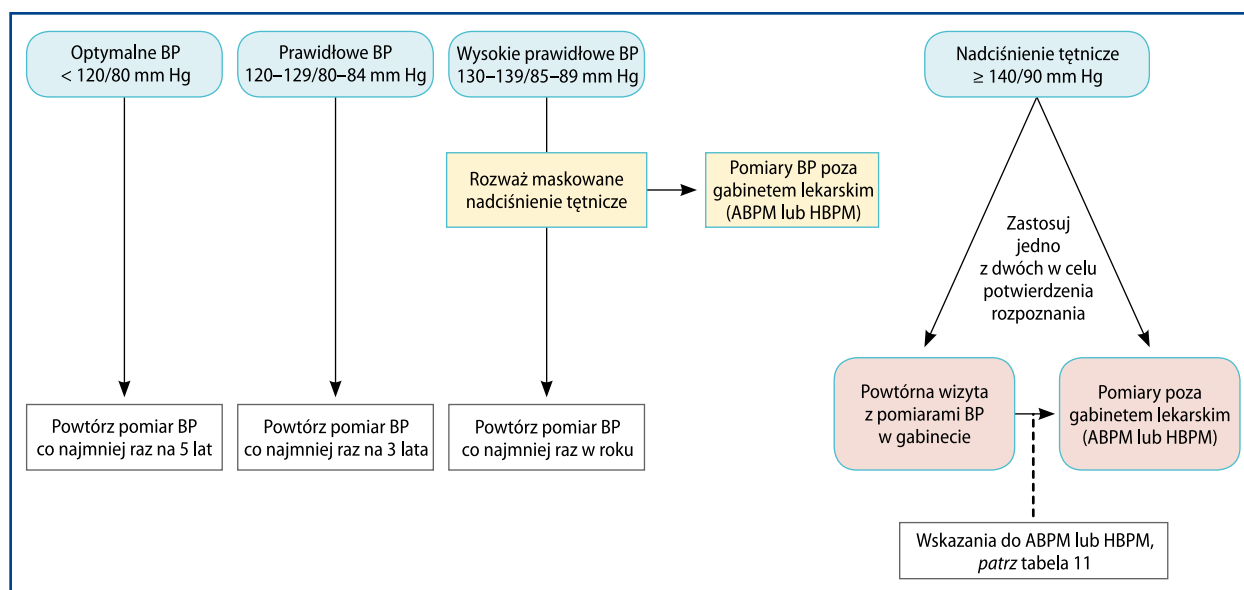 Optymalne BP
< 120/80 mm Hg
Prawidłowe BP
120–129/80–84 mm Hg
Wysokie prawidłowe BP
130–139/85–89 mm Hg
Nadciśnienie tętnicze
≥ 140/90 mm Hg
Rozważ maskowane
nadciśnienie tętnicze
Pomiary BP poza
gabinetem lekarskim
(ABPM lub HBPM)
Zastosuj
jedno
z dwóch w celu
potwierdzenia
rozpoznania
Powtórz pomiar BP
co najmniej raz na 5 lat
Powtórz pomiar BP
co najmniej raz na 3 lata
Powtórz pomiar BP
co najmniej raz w roku
Powtórna wizyta
z pomiarami BP
w gabinecie
Pomiary poza
gabinetem lekarskim
(ABPM lub HBPM)
Wskazania do ABPM lub HBPM,
patrz tabela 11